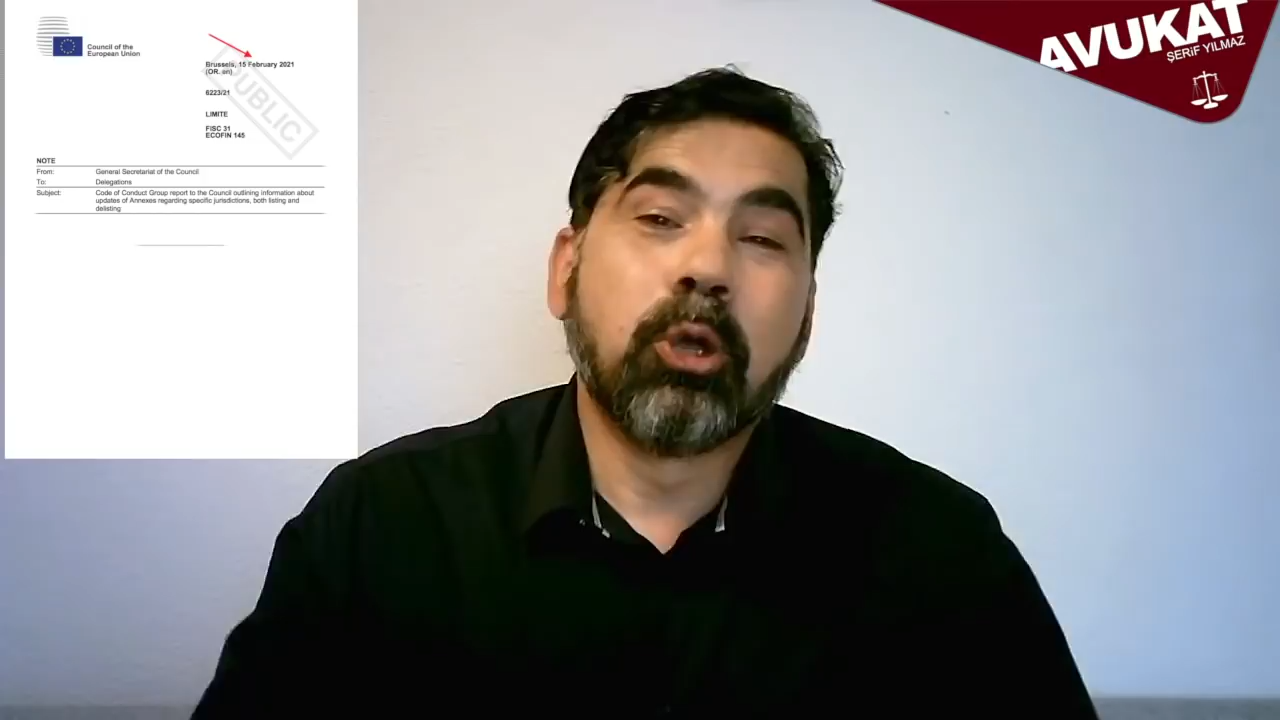 Council of the
European Union
Brussels, 15 February 2021
(OR. en)
6223/21
LIMITE
FISC 31
ECOFIN 145
PUBLIC
NOTE
From: General Secretariat of the Council
To: Delegations
Subject: Code of Conduct Group report to the Council outlining information about
updates of Annexes regarding specific jurisdictions, both listing and
delisting
AVUKAT
ŞERİF YILMAZ